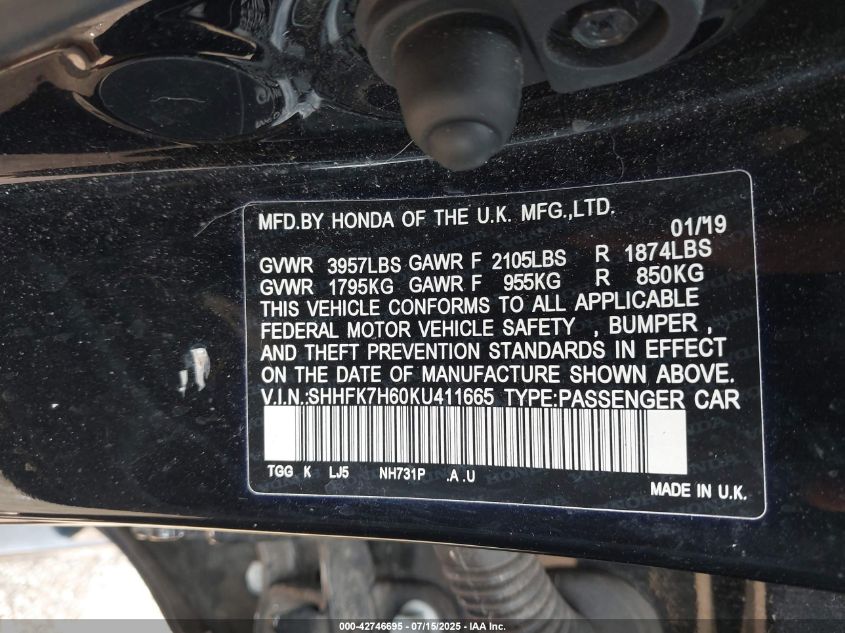 MFD.BY HONDA OF THE U.K. MFG.,LTD.
01/'19
GVWR 3957LBS GAWR F 2105LBS R 1874LBS
GVWR 1795KG GAWR F 955KG R 850KG
THIS VEHICLE CONFORMS TO ALL APPLICABLE
FEDERAL MOTOR VEHICLE SAFETY , BUMPER ,
AND THEFT PREVENTION STANDARDS IN EFFECT
ON THE DATE OF MANUFACTURE SHOWN ABOVE.
V.I.N.:SHHFK7H60KU411665 TYPE:PASSENGER CAR
TGG K LJ5 NH731P .A .U
MADE IN U.K.
000-42746695 - 07/15/2025 - IAA Inc.